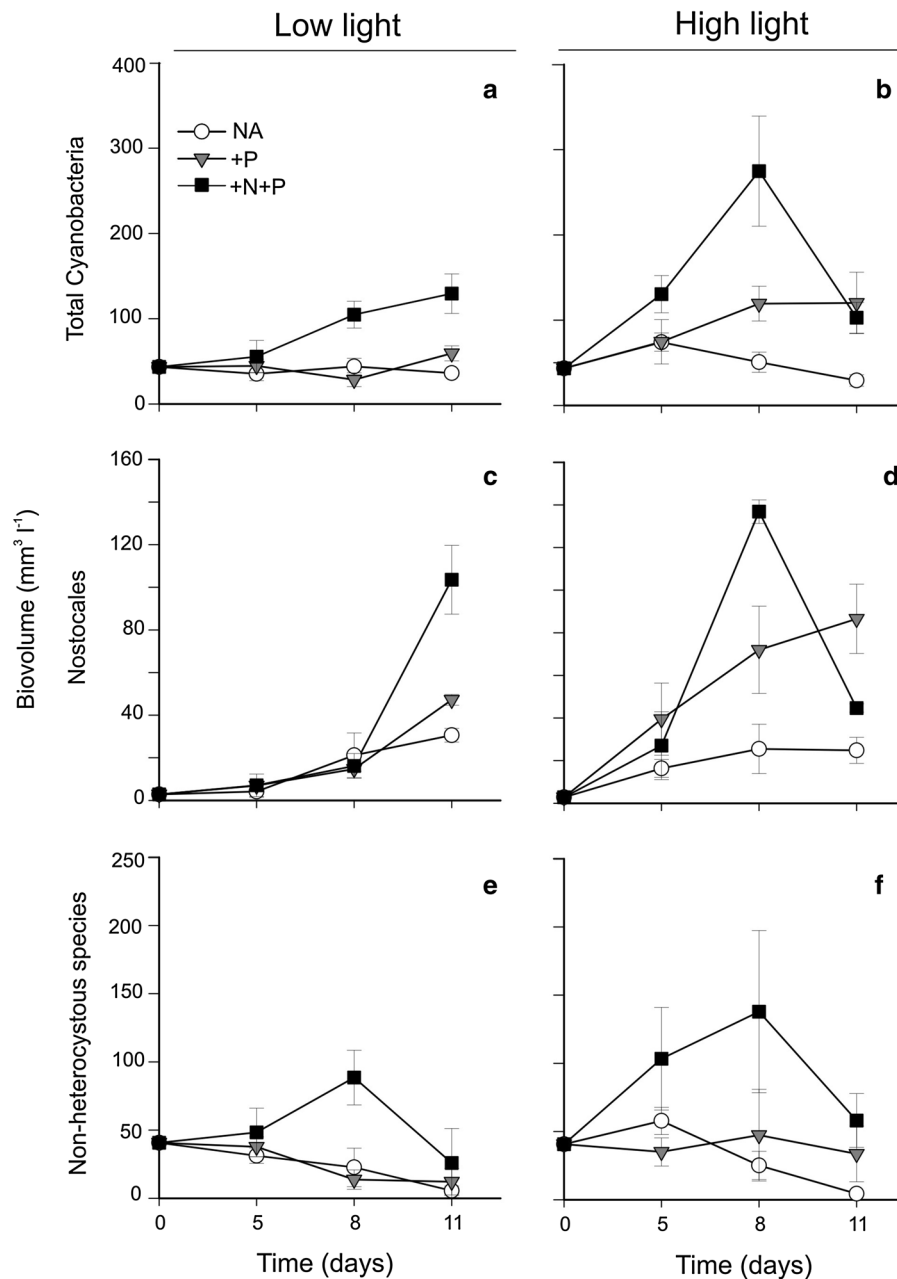 Low light
High light
Total Cyanobacteria
400
300
200
100
0
a
NA
+P
+N+P
b
Biovolume (mm³ l⁻¹)
Nostocales
160
120
80
40
0
c
d
Non-heterocystous species
250
200
150
100
50
0
e
f
0 5 8 11
0 5 8 11
Time (days)
Time (days)